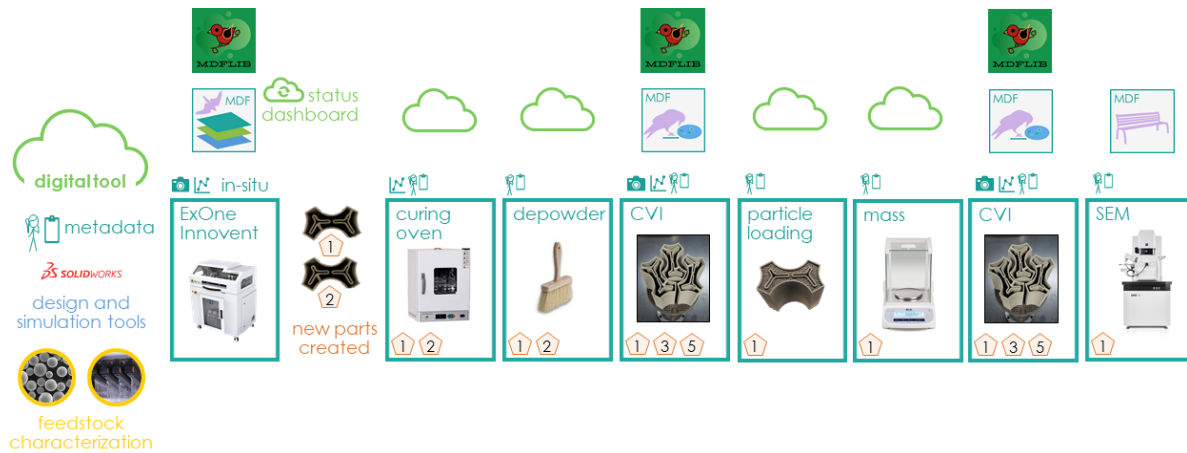 MDFLIB
MDFLIB
MDFLIB
MDF
status
dashboard
MDF
MDF
MDF
digitaltool
in-situ
metadata
ExOne
Innovent
curing
oven
depowder
CVI
particle
loading
mass
CVI
SEM
1
2
3S SOLIDWORKS
design and
simulation tools
new parts
created
1 2
1 2
1 3 5
1
1
1 3 5
1
feedstock
characterization